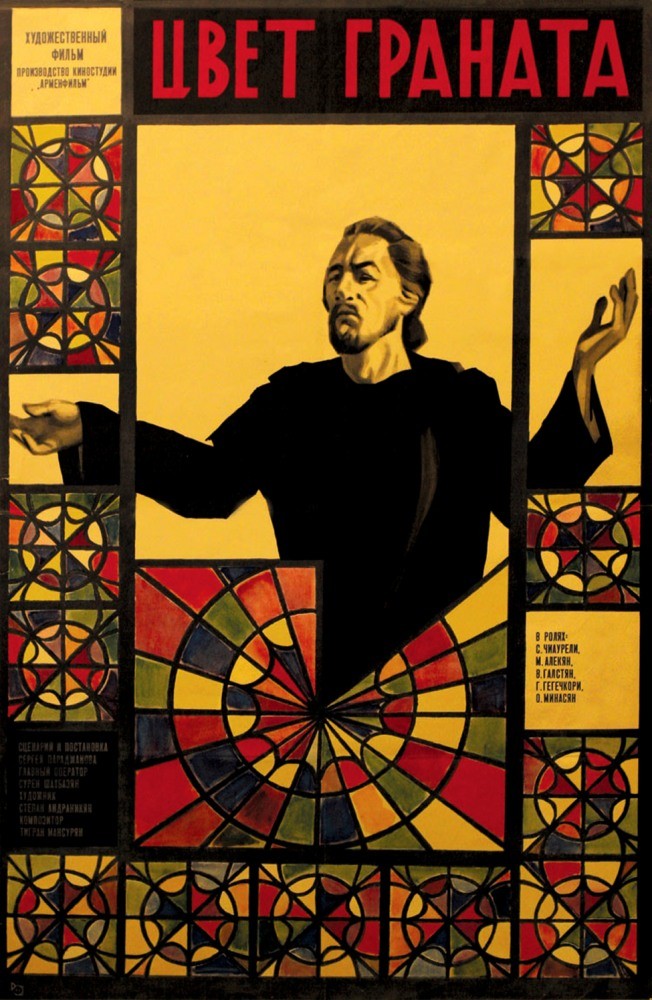 ХУДОЖЕСТВЕННЫЙ
ФИЛЬМ
ПРОИЗВОДСТВО КИНОСТУДИИ
„АРМЕНФИЛЬМ"
ЦВЕТ ГРАНАТА
В РОЛЯХ:
С. ЧИАУРЕЛИ,
М. АЛЕКЯН,
В. ГАЛСТЯН,
Г. ГЕГЕЧКОРИ,
О. МИНАСЯН
СЦЕНАРИЙ И ПОСТАНОВКА
СЕРГЕЯ ПАРАДЖАНОВА
ГЛАВНЫЙ ОПЕРАТОР
СУРЕН ШАХБАЗЯН
ХУДОЖНИК
СТЕПАН АНДРАНИКЯН
КОМПОЗИТОР
ТИГРАН МАНСУРЯН